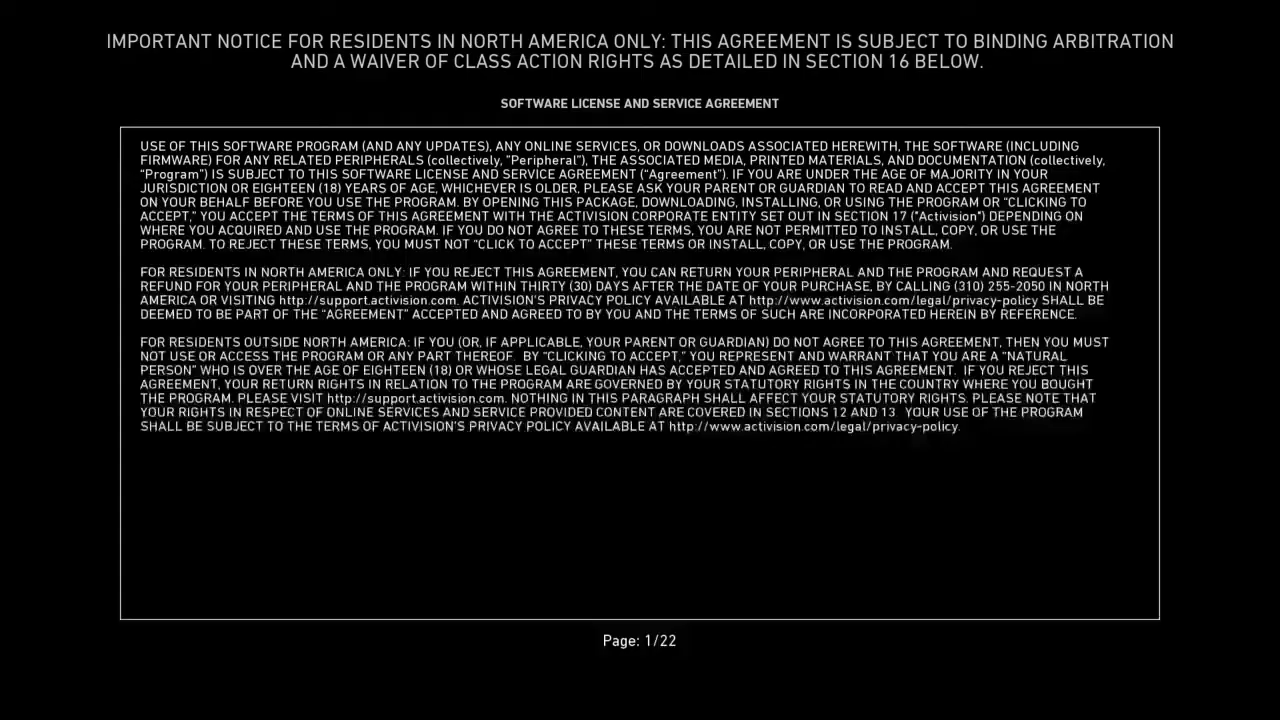 IMPORTANT NOTICE FOR RESIDENTS IN NORTH AMERICA ONLY: THIS AGREEMENT IS SUBJECT TO BINDING ARBITRATION
AND A WAIVER OF CLASS ACTION RIGHTS AS DETAILED IN SECTION 16 BELOW.
SOFTWARE LICENSE AND SERVICE AGREEMENT
USE OF THIS SOFTWARE PROGRAM (AND ANY UPDATES), ANY ONLINE SERVICES, OR DOWNLOADS ASSOCIATED HEREWITH, THE SOFTWARE (INCLUDING
FIRMWARE) FOR ANY RELATED PERIPHERALS (collectively, "Peripheral"), THE ASSOCIATED MEDIA, PRINTED MATERIALS, AND DOCUMENTATION (collectively,
"Program") IS SUBJECT TO THIS SOFTWARE LICENSE AND SERVICE AGREEMENT ("Agreement"). IF YOU ARE UNDER THE AGE OF MAJORITY IN YOUR
JURISDICTION OR EIGHTEEN (18) YEARS OF AGE, WHICHEVER IS OLDER, PLEASE ASK YOUR PARENT OR GUARDIAN TO READ AND ACCEPT THIS AGREEMENT
ON YOUR BEHALF BEFORE YOU USE THE PROGRAM. BY OPENING THIS PACKAGE, DOWNLOADING, INSTALLING, OR USING THE PROGRAM OR "CLICKING TO
ACCEPT," YOU ACCEPT THE TERMS OF THIS AGREEMENT WITH THE ACTIVISION CORPORATE ENTITY SET OUT IN SECTION 17 ("Activision") DEPENDING ON
WHERE YOU ACQUIRED AND USE THE PROGRAM. IF YOU DO NOT AGREE TO THESE TERMS, YOU ARE NOT PERMITTED TO INSTALL, COPY, OR USE THE
PROGRAM. TO REJECT THESE TERMS, YOU MUST NOT "CLICK TO ACCEPT" THESE TERMS OR INSTALL, COPY, OR USE THE PROGRAM.
FOR RESIDENTS IN NORTH AMERICA ONLY: IF YOU REJECT THIS AGREEMENT, YOU CAN RETURN YOUR PERIPHERAL AND THE PROGRAM AND REQUEST A
REFUND FOR YOUR PERIPHERAL AND THE PROGRAM WITHIN THIRTY (30) DAYS AFTER THE DATE OF YOUR PURCHASE, BY CALLING (310) 255-2050 IN NORTH
AMERICA OR VISITING http://support.activision.com. ACTIVISION'S PRIVACY POLICY AVAILABLE AT http://www.activision.com/legal/privacy-policy SHALL BE
DEEMED TO BE PART OF THE "AGREEMENT" ACCEPTED AND AGREED TO BY YOU AND THE TERMS OF SUCH ARE INCORPORATED HEREIN BY REFERENCE.
FOR RESIDENTS OUTSIDE NORTH AMERICA: IF YOU (OR, IF APPLICABLE, YOUR PARENT OR GUARDIAN) DO NOT AGREE TO THIS AGREEMENT, THEN YOU MUST
NOT USE OR ACCESS THE PROGRAM OR ANY PART THEREOF. BY "CLICKING TO ACCEPT," YOU REPRESENT AND WARRANT THAT YOU ARE A "NATURAL
PERSON" WHO IS OVER THE AGE OF EIGHTEEN (18) OR WHOSE LEGAL GUARDIAN HAS ACCEPTED AND AGREED TO THIS AGREEMENT. IF YOU REJECT THIS
AGREEMENT, YOUR RETURN RIGHTS IN RELATION TO THE PROGRAM ARE GOVERNED BY YOUR STATUTORY RIGHTS IN THE COUNTRY WHERE YOU BOUGHT
THE PROGRAM. PLEASE VISIT http://support.activision.com. NOTHING IN THIS PARAGRAPH SHALL AFFECT YOUR STATUTORY RIGHTS. PLEASE NOTE THAT
YOUR RIGHTS IN RESPECT OF ONLINE SERVICES AND SERVICE PROVIDED CONTENT ARE COVERED IN SECTIONS 12 AND 13. YOUR USE OF THE PROGRAM
SHALL BE SUBJECT TO THE TERMS OF ACTIVISION'S PRIVACY POLICY AVAILABLE AT http://www.activision.com/legal/privacy-policy.
Page: 1/22